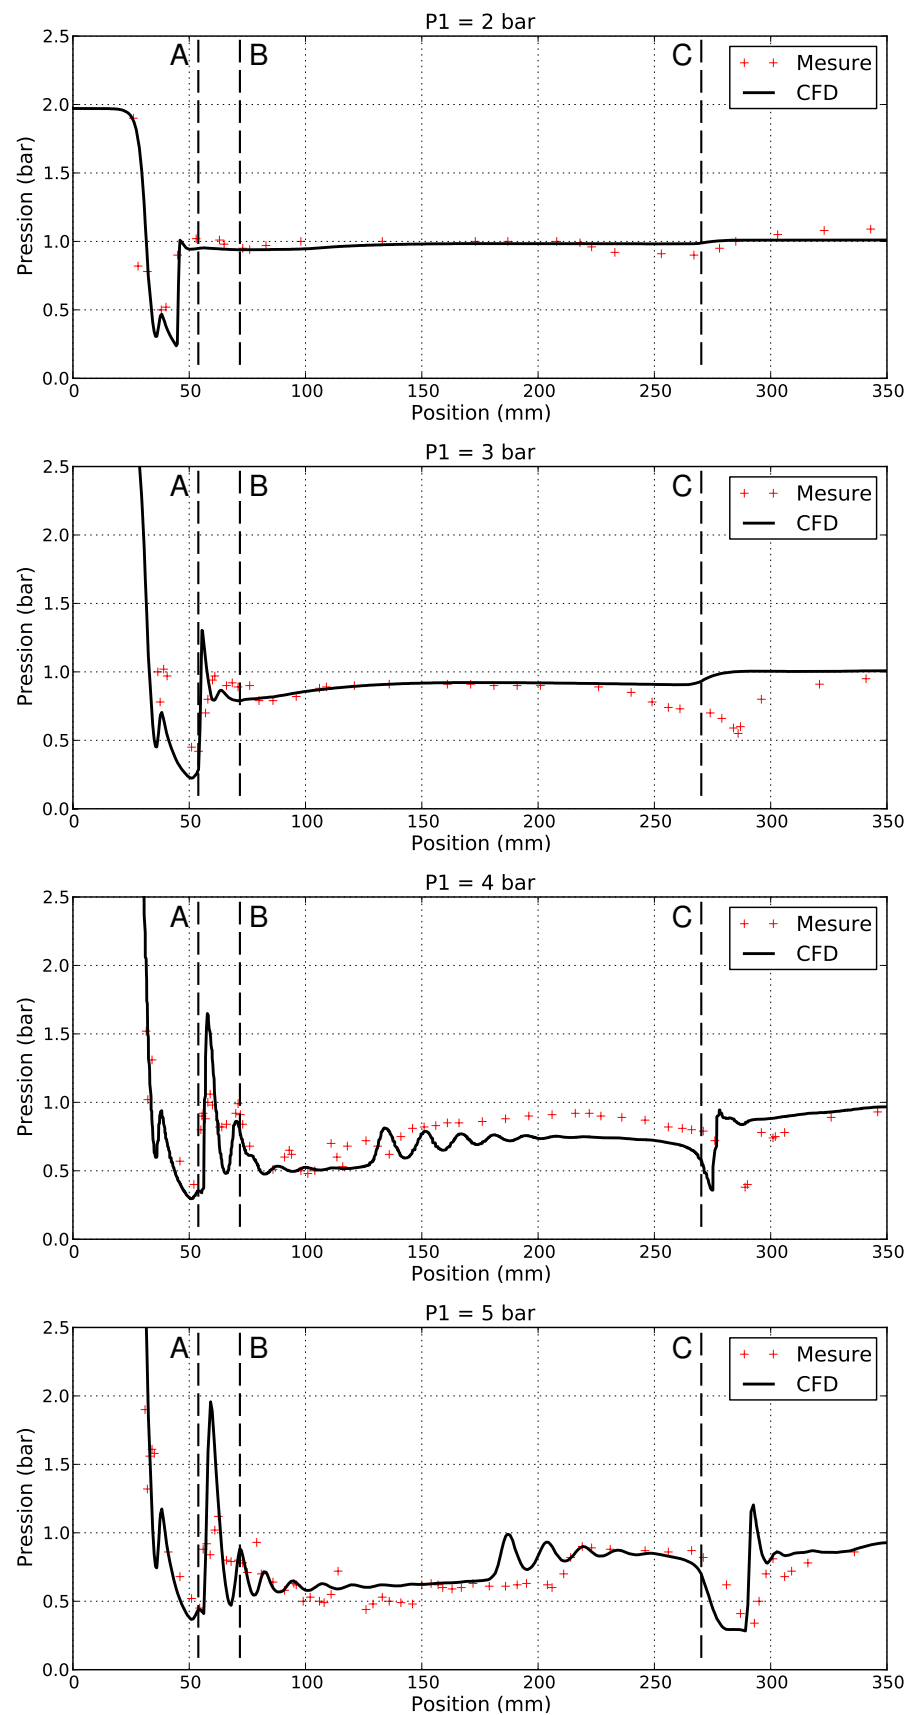 P1 = 2 bar
2.5
A
B
C
Mesure
CFD
2.0
1.5
1.0
0.5
0.0
Pression (bar)
0 50 100 150 200 250 300 350
Position (mm)
P1 = 3 bar
2.5
A
B
C
Mesure
CFD
2.0
1.5
1.0
0.5
0.0
Pression (bar)
0 50 100 150 200 250 300 350
Position (mm)
P1 = 4 bar
2.5
A
B
C
Mesure
CFD
2.0
1.5
1.0
0.5
0.0
Pression (bar)
0 50 100 150 200 250 300 350
Position (mm)
P1 = 5 bar
2.5
A
B
C
Mesure
CFD
2.0
1.5
1.0
0.5
0.0
Pression (bar)
0 50 100 150 200 250 300 350
Position (mm)